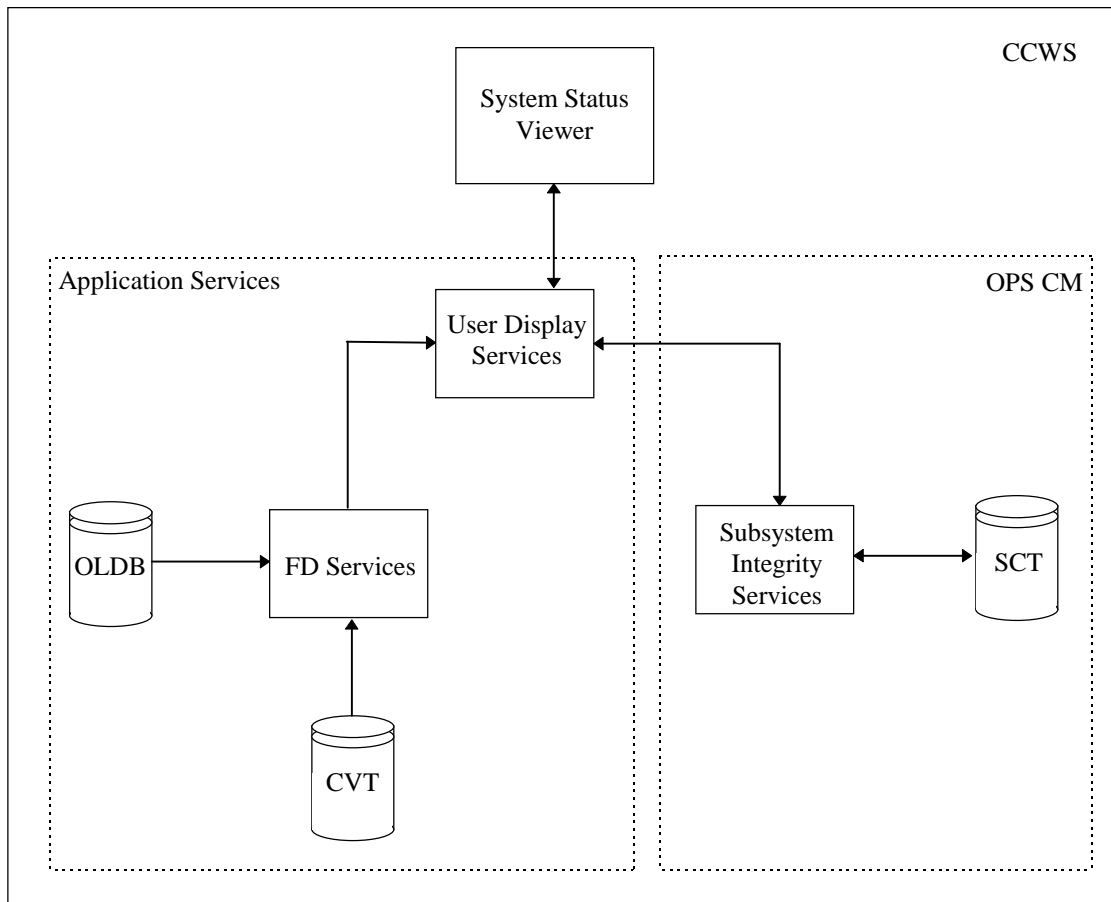 CCWS
System Status
Viewer
Application Services
OPS CM
User Display
Services
OLDB
FD Services
Subsystem
Integrity
Services
SCT
CVT